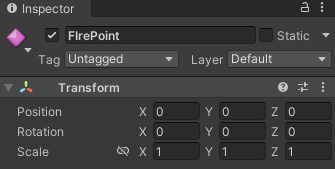 Inspector
FIrePoint Static
Tag Untagged Layer Default
Transform
Position X 0 Y 0 Z 0
Rotation X 0 Y 0 Z 0
Scale X 1 Y 1 Z 1